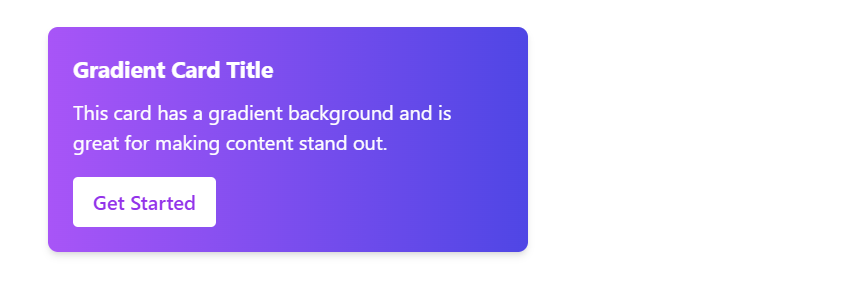 Gradient Card Title
This card has a gradient background and is
great for making content stand out.
Get Started